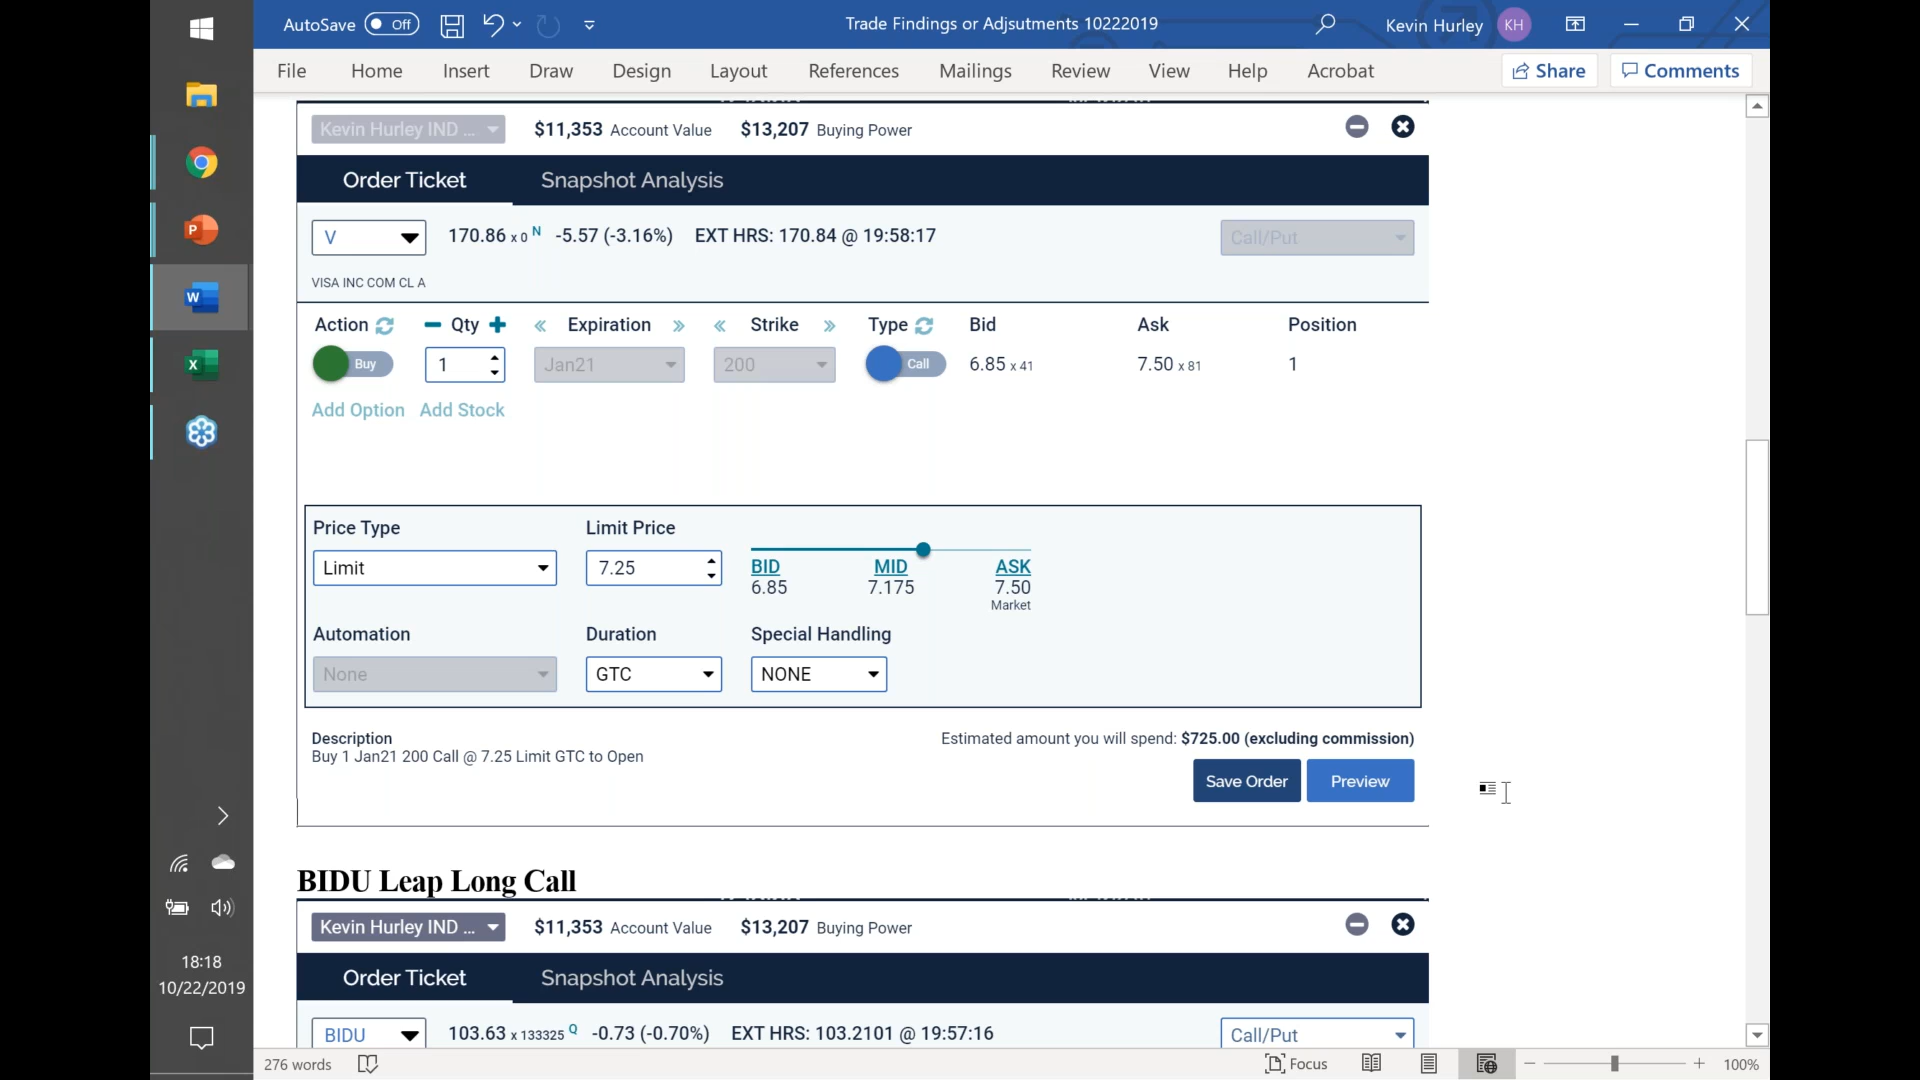 AutoSave Off
Trade Findings or Adjsutments 10222019
Kevin Hurley KH
File Home Insert Draw Design Layout References Mailings Review View Help Acrobat Share Comments
Kevin Hurley IND ... $11,353 Account Value $13,207 Buying Power
Order Ticket Snapshot Analysis
V 170.86 x 0 N -5.57 (-3.16%) EXT HRS: 170.84 @ 19:58:17 Call/Put
VISA INC COM CL A
Action Qty Expiration Strike Type Bid Ask Position
Buy 1 Jan21 200 Call 6.85 x 41 7.50 x 81 1
Add Option Add Stock
Price Type Limit Price
Limit 7.25 BID MID ASK
6.85 7.175 7.50
Market
Automation Duration Special Handling
None GTC NONE
Description
Buy 1 Jan21 200 Call @ 7.25 Limit GTC to Open
Estimated amount you will spend: $725.00 (excluding commission)
Save Order Preview
BIDU Leap Long Call
Kevin Hurley IND ... $11,353 Account Value $13,207 Buying Power
Order Ticket Snapshot Analysis
BIDU 103.63 x 133325 Q -0.73 (-0.70%) EXT HRS: 103.2101 @ 19:57:16 Call/Put
18:18
10/22/2019
276 words Focus 100%